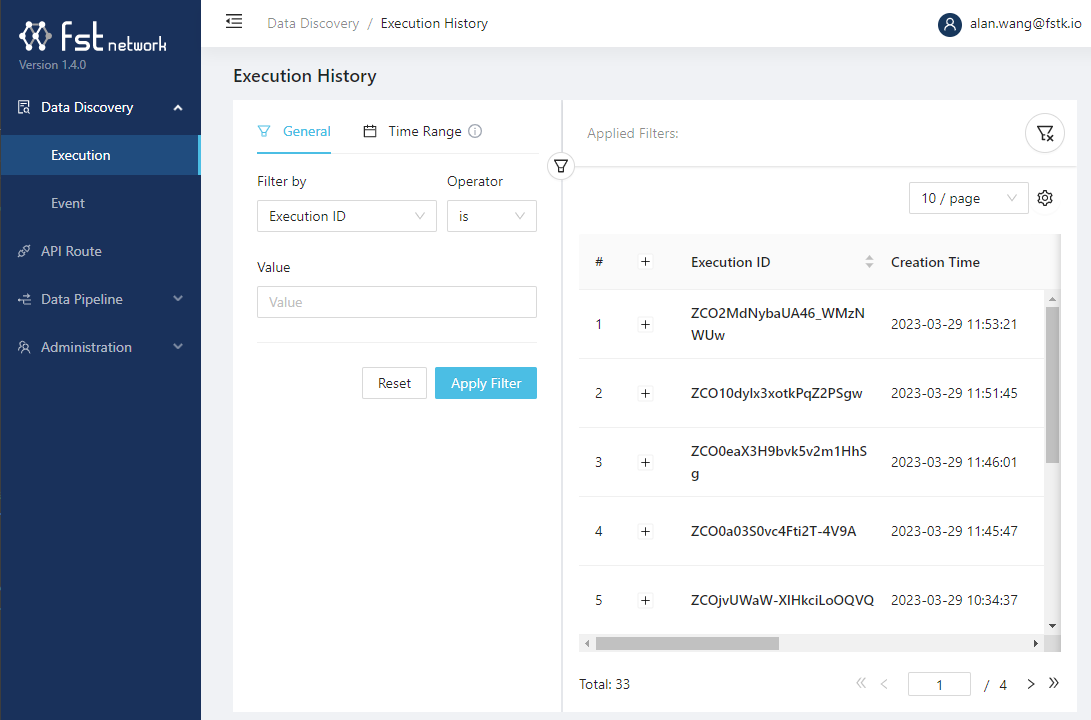 fst network
Version 1.4.0
Data Discovery
Execution
Event
API Route
Data Pipeline
Administration
Data Discovery / Execution History
alan.wang@fstk.io
Execution History
General
Time Range
Filter by
Operator
Execution ID
is
Value
Value
Reset
Apply Filter
Applied Filters:
10 / page
# + Execution ID Creation Time
1 + ZCO2MdNybaUA46_WMzN
WUw
2023-03-29 11:53:21
2 + ZCO10dylx3xotkPqZ2PSgw 2023-03-29 11:51:45
3 + ZCO0eaX3H9bvk5v2m1HhS
g
2023-03-29 11:46:01
4 + ZCO0a03S0vc4Fti2T-4V9A 2023-03-29 11:45:47
5 + ZCOjvUWaW-XIHkciLoOQVQ 2023-03-29 10:34:37
Total: 33
1 / 4